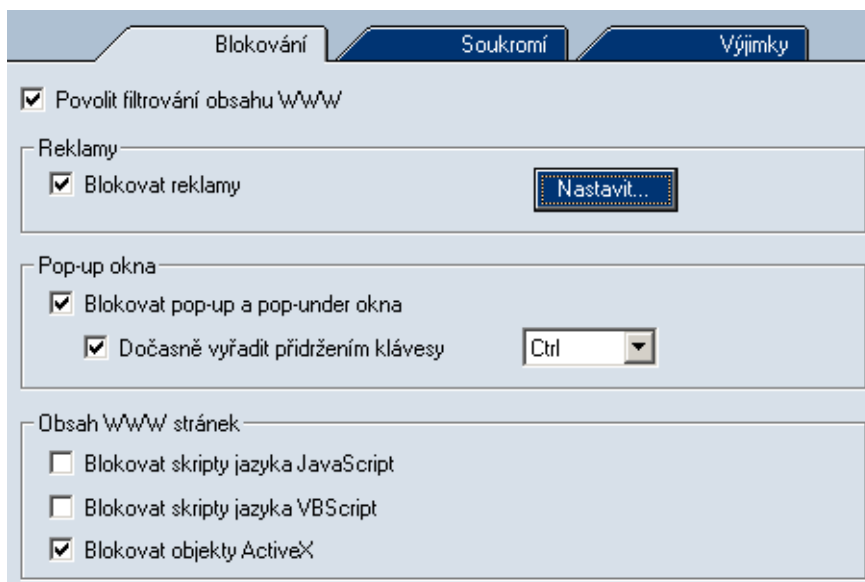 Blokování Soukromí Výjimky
Povolit filtrování obsahu WWW
Reklamy
Blokovat reklamy Nastavit...
Pop-up okna
Blokovat pop-up a pop-under okna
Dočasně vyřadit přidržením klávesy Ctrl
Obsah WWW stránek
Blokovat skripty jazyka JavaScript
Blokovat skripty jazyka VBScript
Blokovat objekty ActiveX